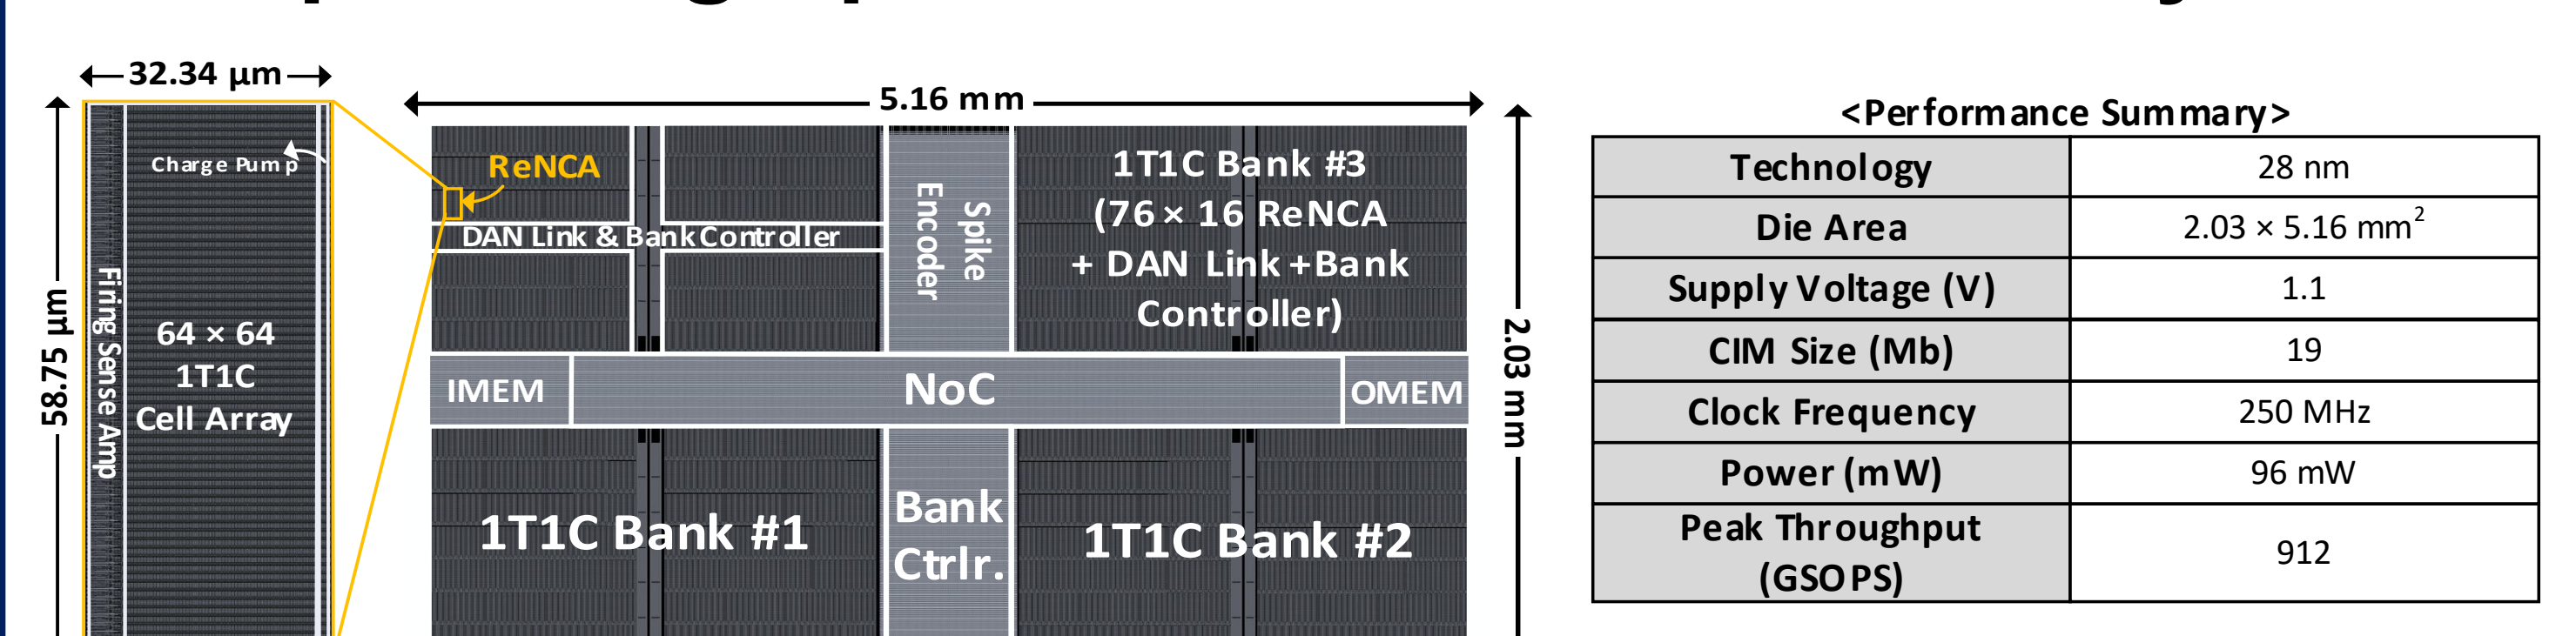 32.34 µm
58.75 µm
Charge Pump
Firing Sense Amp
64 × 64
1T1C
Cell Array
5.16 mm
ReNCA
DAN Link & Bank Controller
Spike
Encoder
1T1C Bank #3
(76 × 16 ReNCA
+ DAN Link +Bank
Controller)
IMEM
NoC
OMEM
2.03 mm
1T1C Bank #1
Bank
Ctrlr.
1T1C Bank #2
<Performance Summary>
Technology 28 nm
Die Area 2.03 × 5.16 mm²
Supply Voltage (V) 1.1
CIM Size (Mb) 19
Clock Frequency 250 MHz
Power (mW) 96 mW
Peak Throughput
(GSOPS) 912